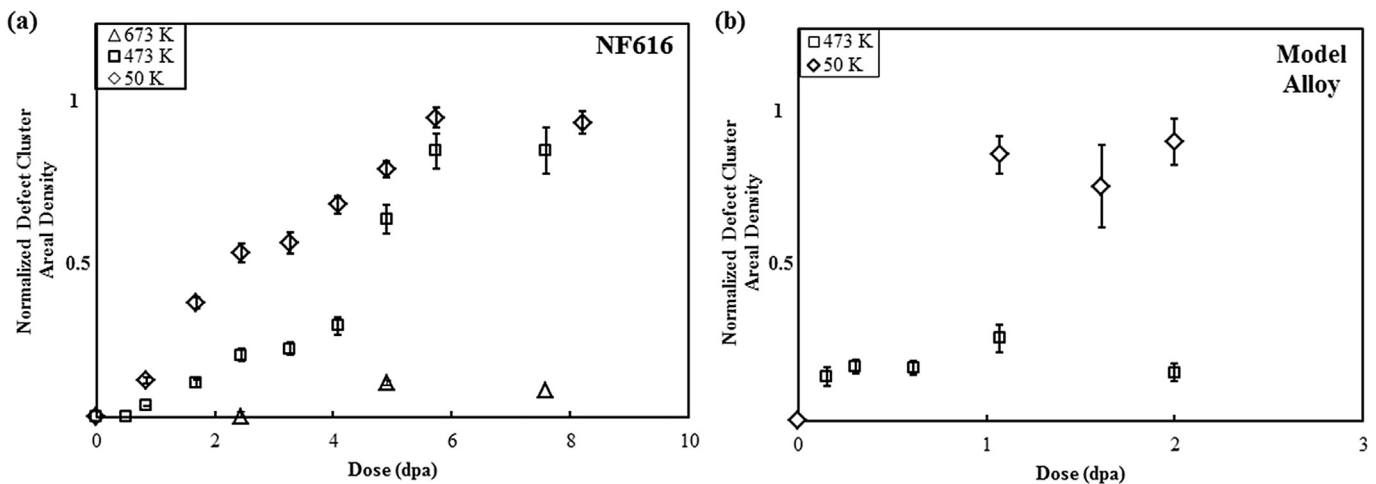 (a)
△ 673 K
□ 473 K
◇ 50 K
NF616
Normalized Defect Cluster
Areal Density
1
0.5
0
2
4
6
8
10
Dose (dpa)
(b)
□ 473 K
◇ 50 K
Model
Alloy
Normalized Defect Cluster
Areal Density
1
0.5
0
1
2
3
Dose (dpa)